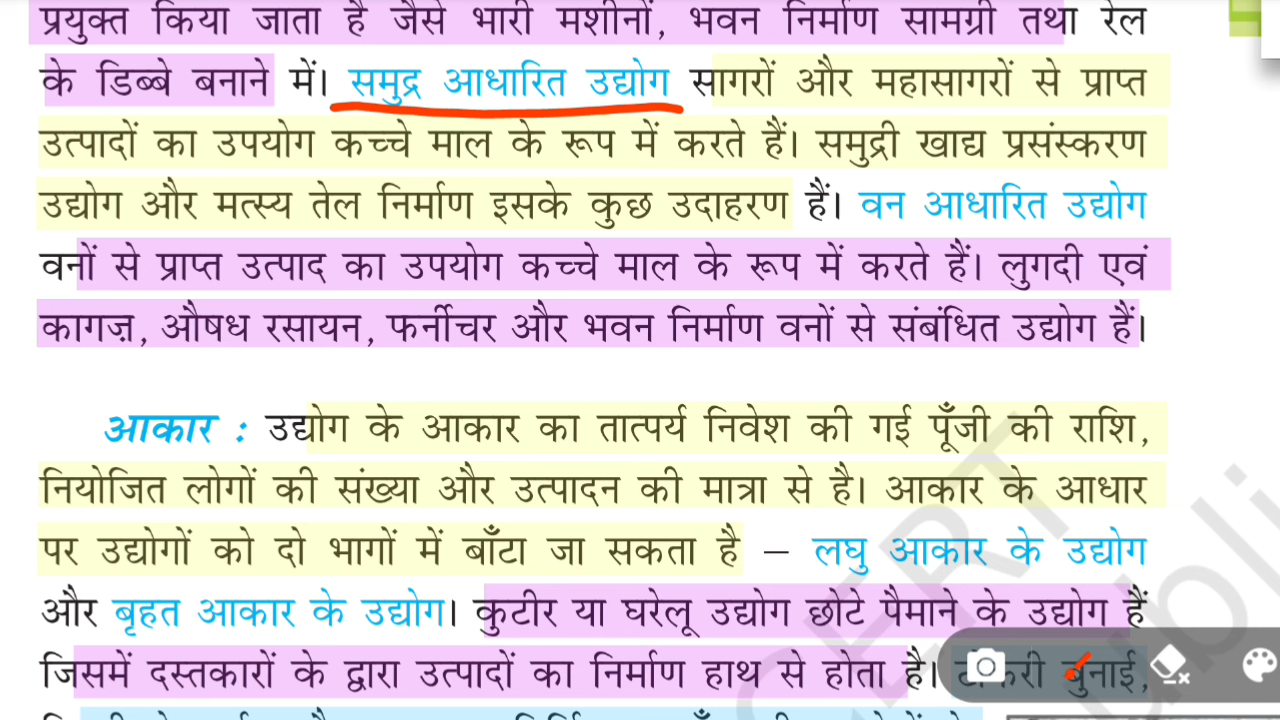 प्रयुक्त किया जाता है जैसे भारी मशीनों, भवन निर्माण सामग्री तथा रेल
के डिब्बे बनाने में। समुद्र आधारित उद्योग सागरों और महासागरों से प्राप्त
उत्पादों का उपयोग कच्चे माल के रूप में करते हैं। समुद्री खाद्य प्रसंस्करण
उद्योग और मत्स्य तेल निर्माण इसके कुछ उदाहरण हैं। वन आधारित उद्योग
वनों से प्राप्त उत्पाद का उपयोग कच्चे माल के रूप में करते हैं। लुगदी एवं
कागज़, औषध रसायन, फर्नीचर और भवन निर्माण वनों से संबंधित उद्योग हैं।
आकार : उद्योग के आकार का तात्पर्य निवेश की गई पूँजी की राशि,
नियोजित लोगों की संख्या और उत्पादन की मात्रा से है। आकार के आधार
पर उद्योगों को दो भागों में बाँटा जा सकता है – लघु आकार के उद्योग
और बृहत आकार के उद्योग। कुटीर या घरेलू उद्योग छोटे पैमाने के उद्योग हैं
जिसमें दस्तकारों के द्वारा उत्पादों का निर्माण हाथ से होता है। टोकरी बुनाई,